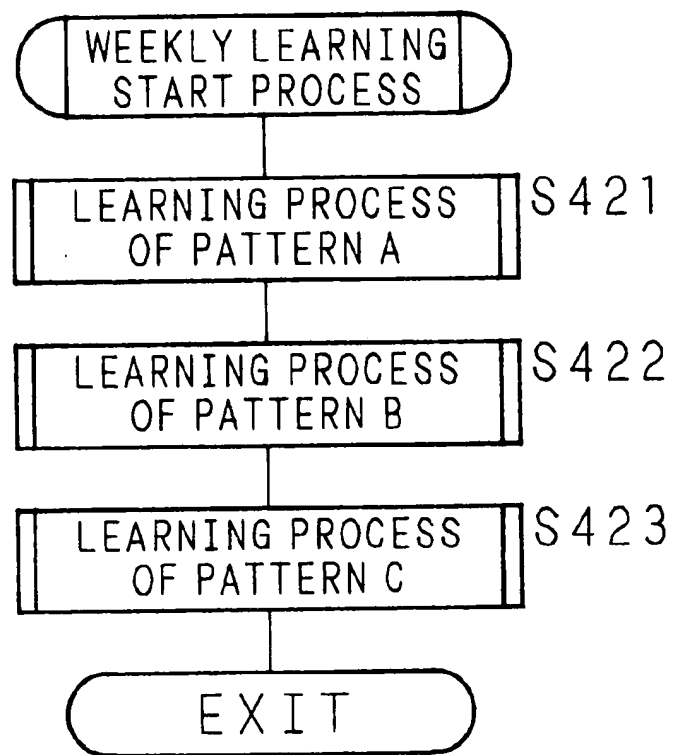 WEEKLY LEARNING
START PROCESS
LEARNING PROCESS
OF PATTERN A
S421
LEARNING PROCESS
OF PATTERN B
S422
LEARNING PROCESS
OF PATTERN C
S423
EXIT